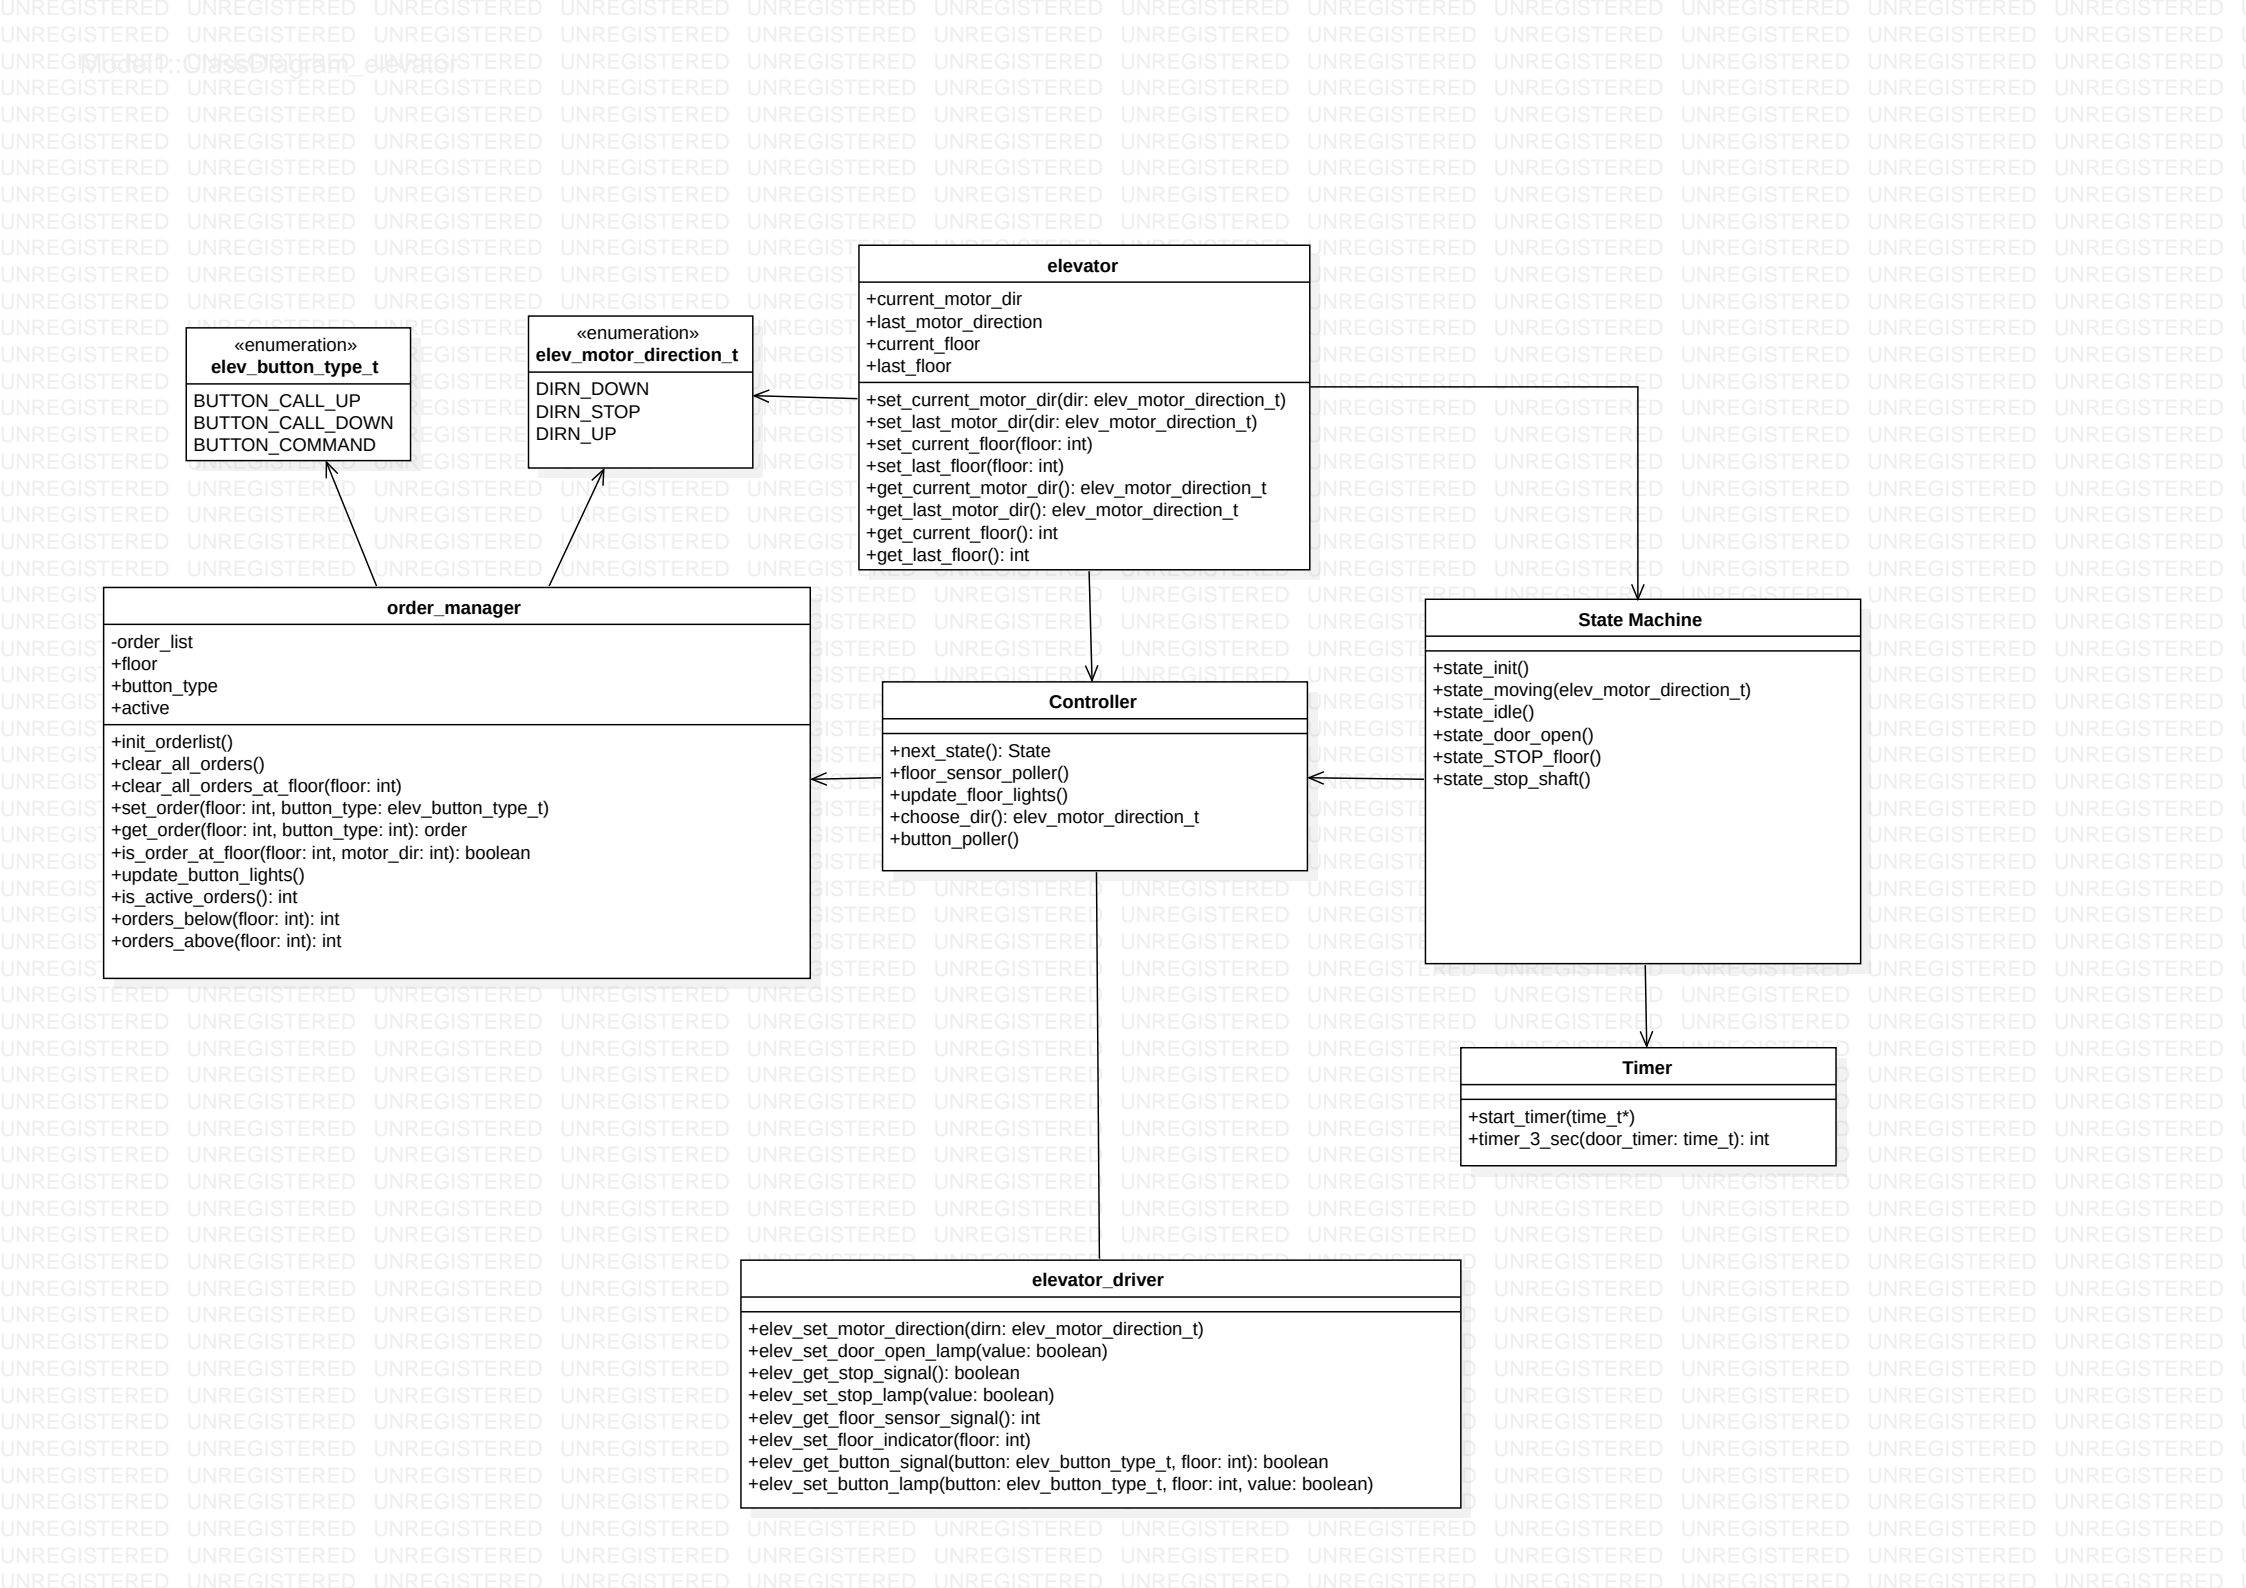 Model1::ClassDiagram_elevator
elevator
+current_motor_dir
+last_motor_direction
+current_floor
+last_floor
+set_current_motor_dir(dir: elev_motor_direction_t)
+set_last_motor_dir(dir: elev_motor_direction_t)
+set_current_floor(floor: int)
+set_last_floor(floor: int)
+get_current_motor_dir(): elev_motor_direction_t
+get_last_motor_dir(): elev_motor_direction_t
+get_current_floor(): int
+get_last_floor(): int
«enumeration»
elev_button_type_t
BUTTON_CALL_UP
BUTTON_CALL_DOWN
BUTTON_COMMAND
«enumeration»
elev_motor_direction_t
DIRN_DOWN
DIRN_STOP
DIRN_UP
order_manager
-order_list
+floor
+button_type
+active
+init_orderlist()
+clear_all_orders()
+clear_all_orders_at_floor(floor: int)
+set_order(floor: int, button_type: elev_button_type_t)
+get_order(floor: int, button_type: int): order
+is_order_at_floor(floor: int, motor_dir: int): boolean
+update_button_lights()
+is_active_orders(): int
+orders_below(floor: int): int
+orders_above(floor: int): int
Controller
+next_state(): State
+floor_sensor_poller()
+update_floor_lights()
+choose_dir(): elev_motor_direction_t
+button_poller()
State Machine
+state_init()
+state_moving(elev_motor_direction_t)
+state_idle()
+state_door_open()
+state_STOP_floor()
+state_stop_shaft()
Timer
+start_timer(time_t*)
+timer_3_sec(door_timer: time_t): int
elevator_driver
+elev_set_motor_direction(dirn: elev_motor_direction_t)
+elev_set_door_open_lamp(value: boolean)
+elev_get_stop_signal(): boolean
+elev_set_stop_lamp(value: boolean)
+elev_get_floor_sensor_signal(): int
+elev_set_floor_indicator(floor: int)
+elev_get_button_signal(button: elev_button_type_t, floor: int): boolean
+elev_set_button_lamp(button: elev_button_type_t, floor: int, value: boolean)
UNREGISTERED